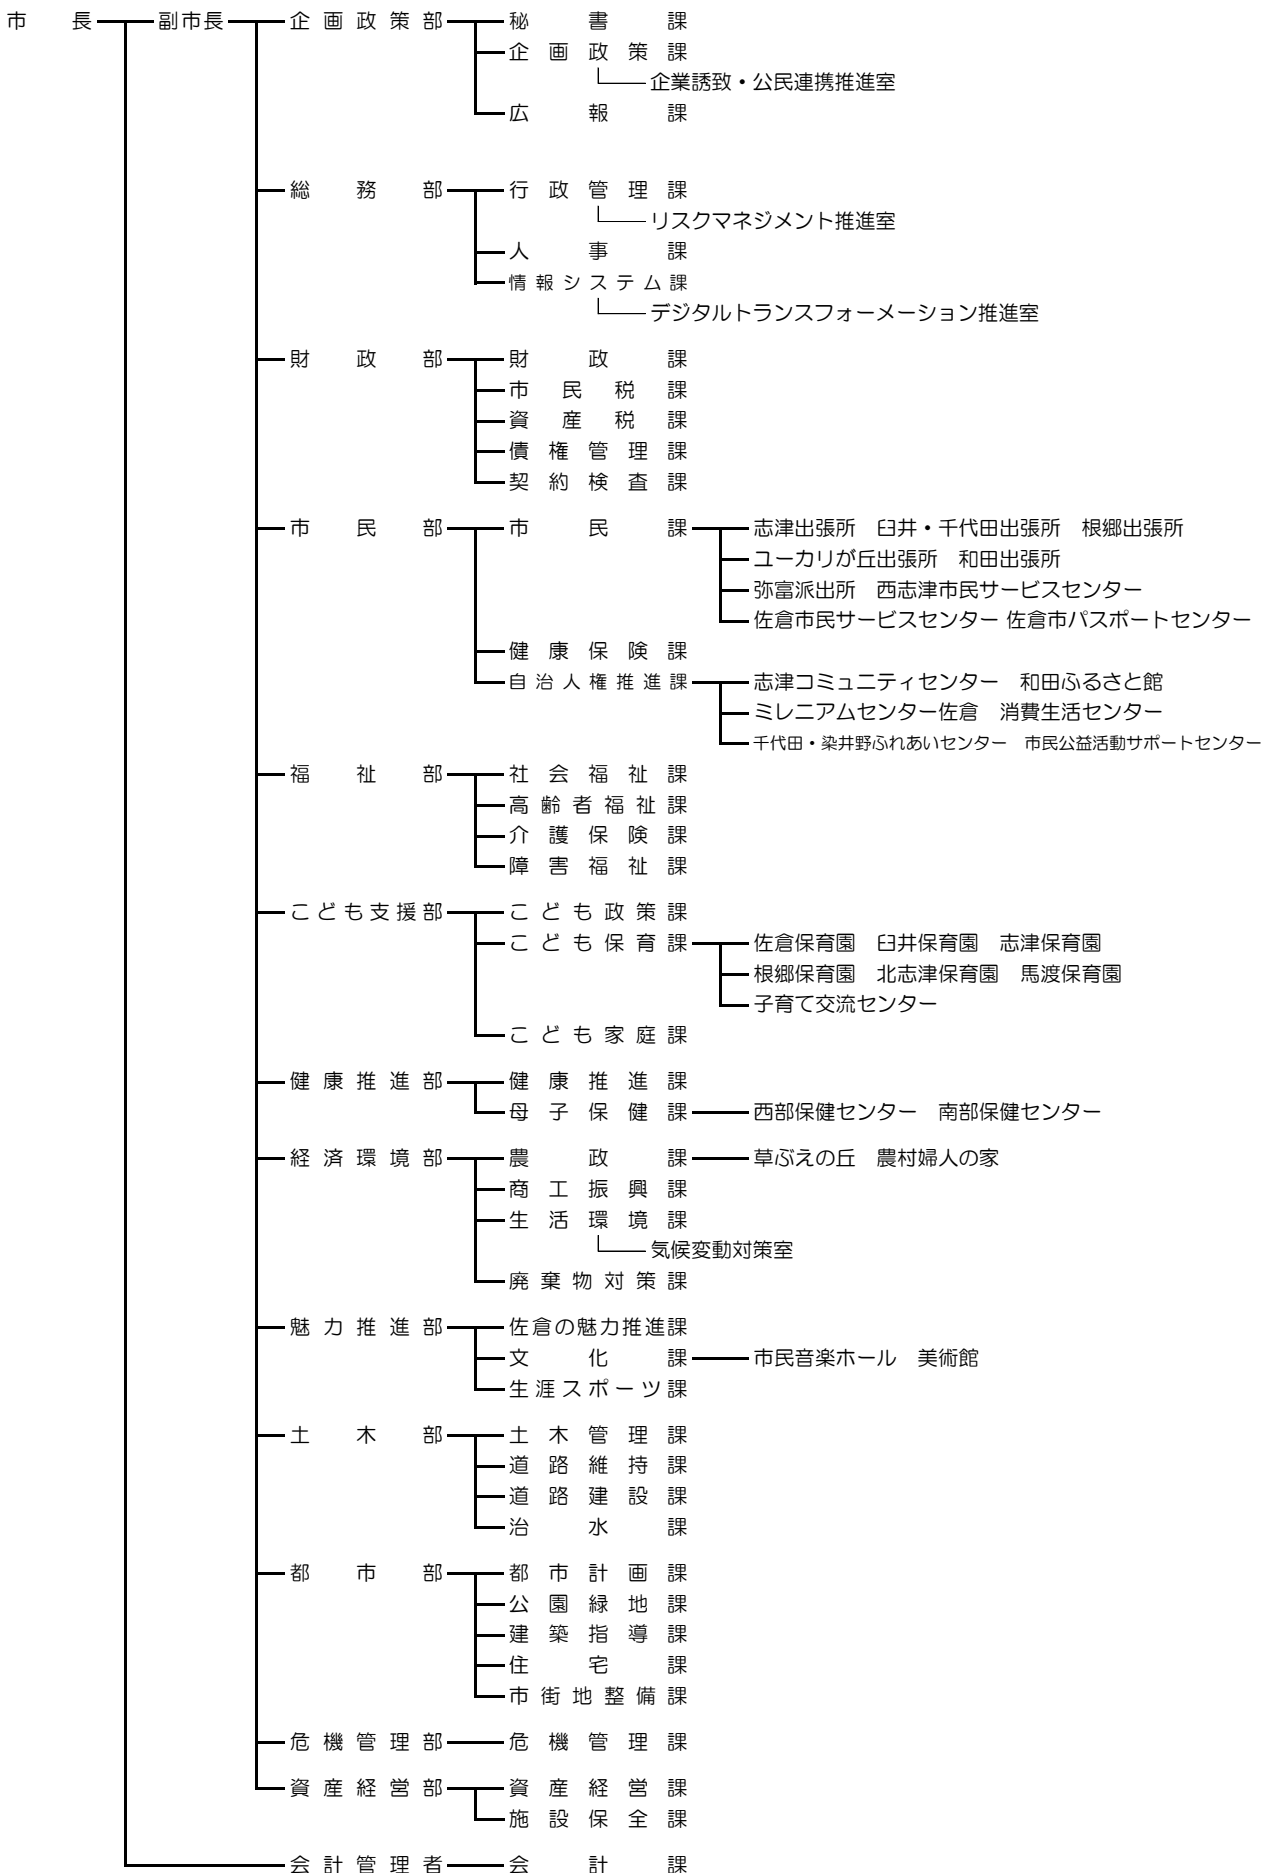 市長 副市長 企画政策部 秘書課
企画政策課
企業誘致・公民連携推進室
広報課
総務部 行政管理課
リスクマネジメント推進室
人事課
情報システム課
デジタルトランスフォーメーション推進室
財政部 財政課
市民税課
資産税課
債権管理課
契約検査課
市民部 市民課 志津出張所 臼井・千代田出張所 根郷出張所
ユーカリが丘出張所 和田出張所
弥富派出所 西志津市民サービスセンター
佐倉市民サービスセンター 佐倉市パスポートセンター
健康保険課
自治人権推進課 志津コミュニティセンター 和田ふるさと館
ミレニアムセンター佐倉 消費生活センター
千代田・染井野ふれあいセンター 市民公益活動サポートセンター
福祉部 社会福祉課
高齢者福祉課
介護保険課
障害福祉課
こども支援部 こども政策課
こども保育課 佐倉保育園 臼井保育園 志津保育園
根郷保育園 北志津保育園 馬渡保育園
子育て交流センター
こども家庭課
健康推進部 健康推進課
母子保健課 西部保健センター 南部保健センター
経済環境部 農政課 草ぶえの丘 農村婦人の家
商工振興課
生活環境課
気候変動対策室
廃棄物対策課
魅力推進部 佐倉の魅力推進課
文化課 市民音楽ホール 美術館
生涯スポーツ課
土木部 土木管理課
道路維持課
道路建設課
治水課
都市部 都市計画課
公園緑地課
建築指導課
住宅課
市街地整備課
危機管理部 危機管理課
資産経営部 資産経営課
施設保全課
会計管理者 会計課